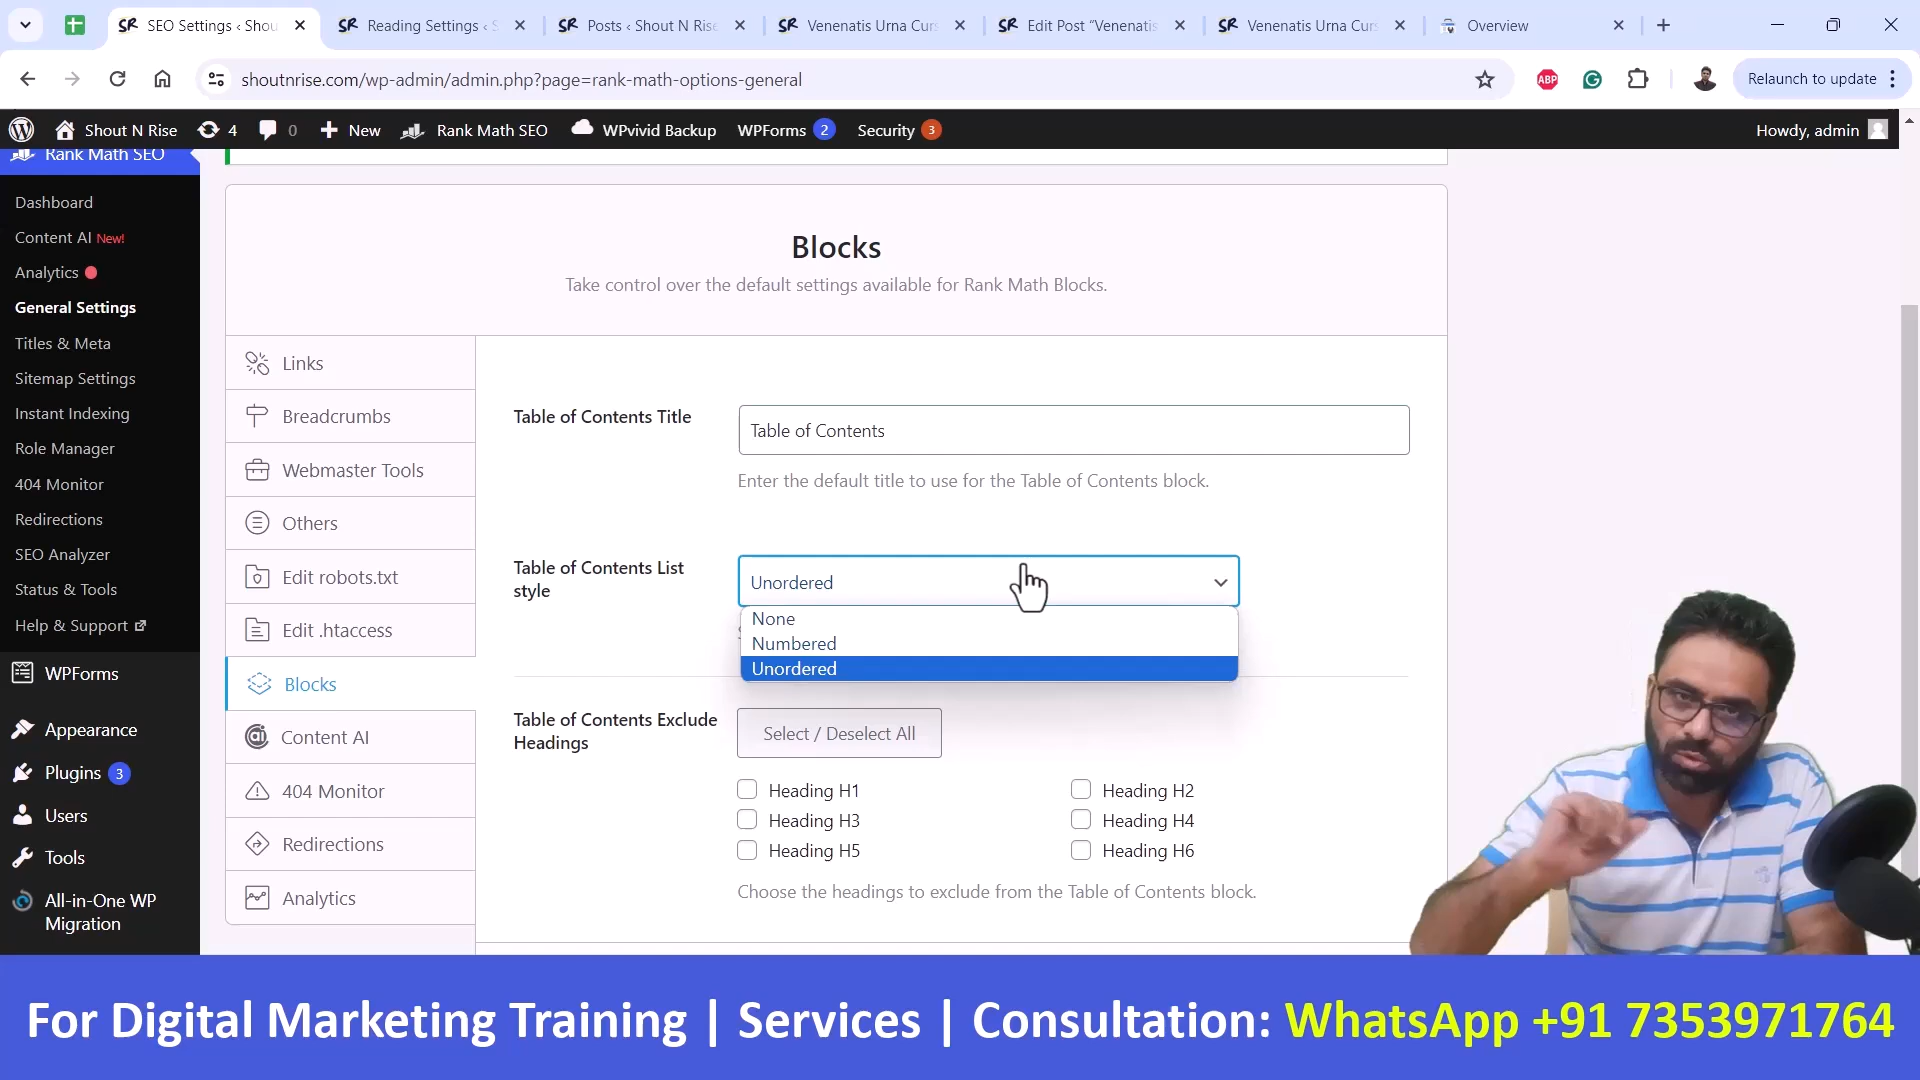 SEO Settings ‹ Shou
Reading Settings ‹ S
Posts ‹ Shout N Rise
Venenatis Urna Curs
Edit Post “Venenatis
Venenatis Urna Curs
Overview
shoutnrise.com/wp-admin/admin.php?page=rank-math-options-general
ABP
Relaunch to update
Shout N Rise
4
0
New
Rank Math SEO
WPvivid Backup
WPForms 2
Security 3
Howdy, admin
Rank Math SEO
Dashboard
Content AI New!
Analytics
General Settings
Titles & Meta
Sitemap Settings
Instant Indexing
Role Manager
404 Monitor
Redirections
SEO Analyzer
Status & Tools
Help & Support
WPForms
Appearance
Plugins 3
Users
Tools
All-in-One WP
Migration
Blocks
Take control over the default settings available for Rank Math Blocks.
Links
Breadcrumbs
Webmaster Tools
Others
Edit robots.txt
Edit .htaccess
Blocks
Content AI
404 Monitor
Redirections
Analytics
Table of Contents Title
Table of Contents
Enter the default title to use for the Table of Contents block.
Table of Contents List
style
Unordered
None
Numbered
Unordered
Table of Contents Exclude
Headings
Select / Deselect All
Heading H1
Heading H2
Heading H3
Heading H4
Heading H5
Heading H6
Choose the headings to exclude from the Table of Contents block.
For Digital Marketing Training | Services | Consultation: WhatsApp +91 7353971764